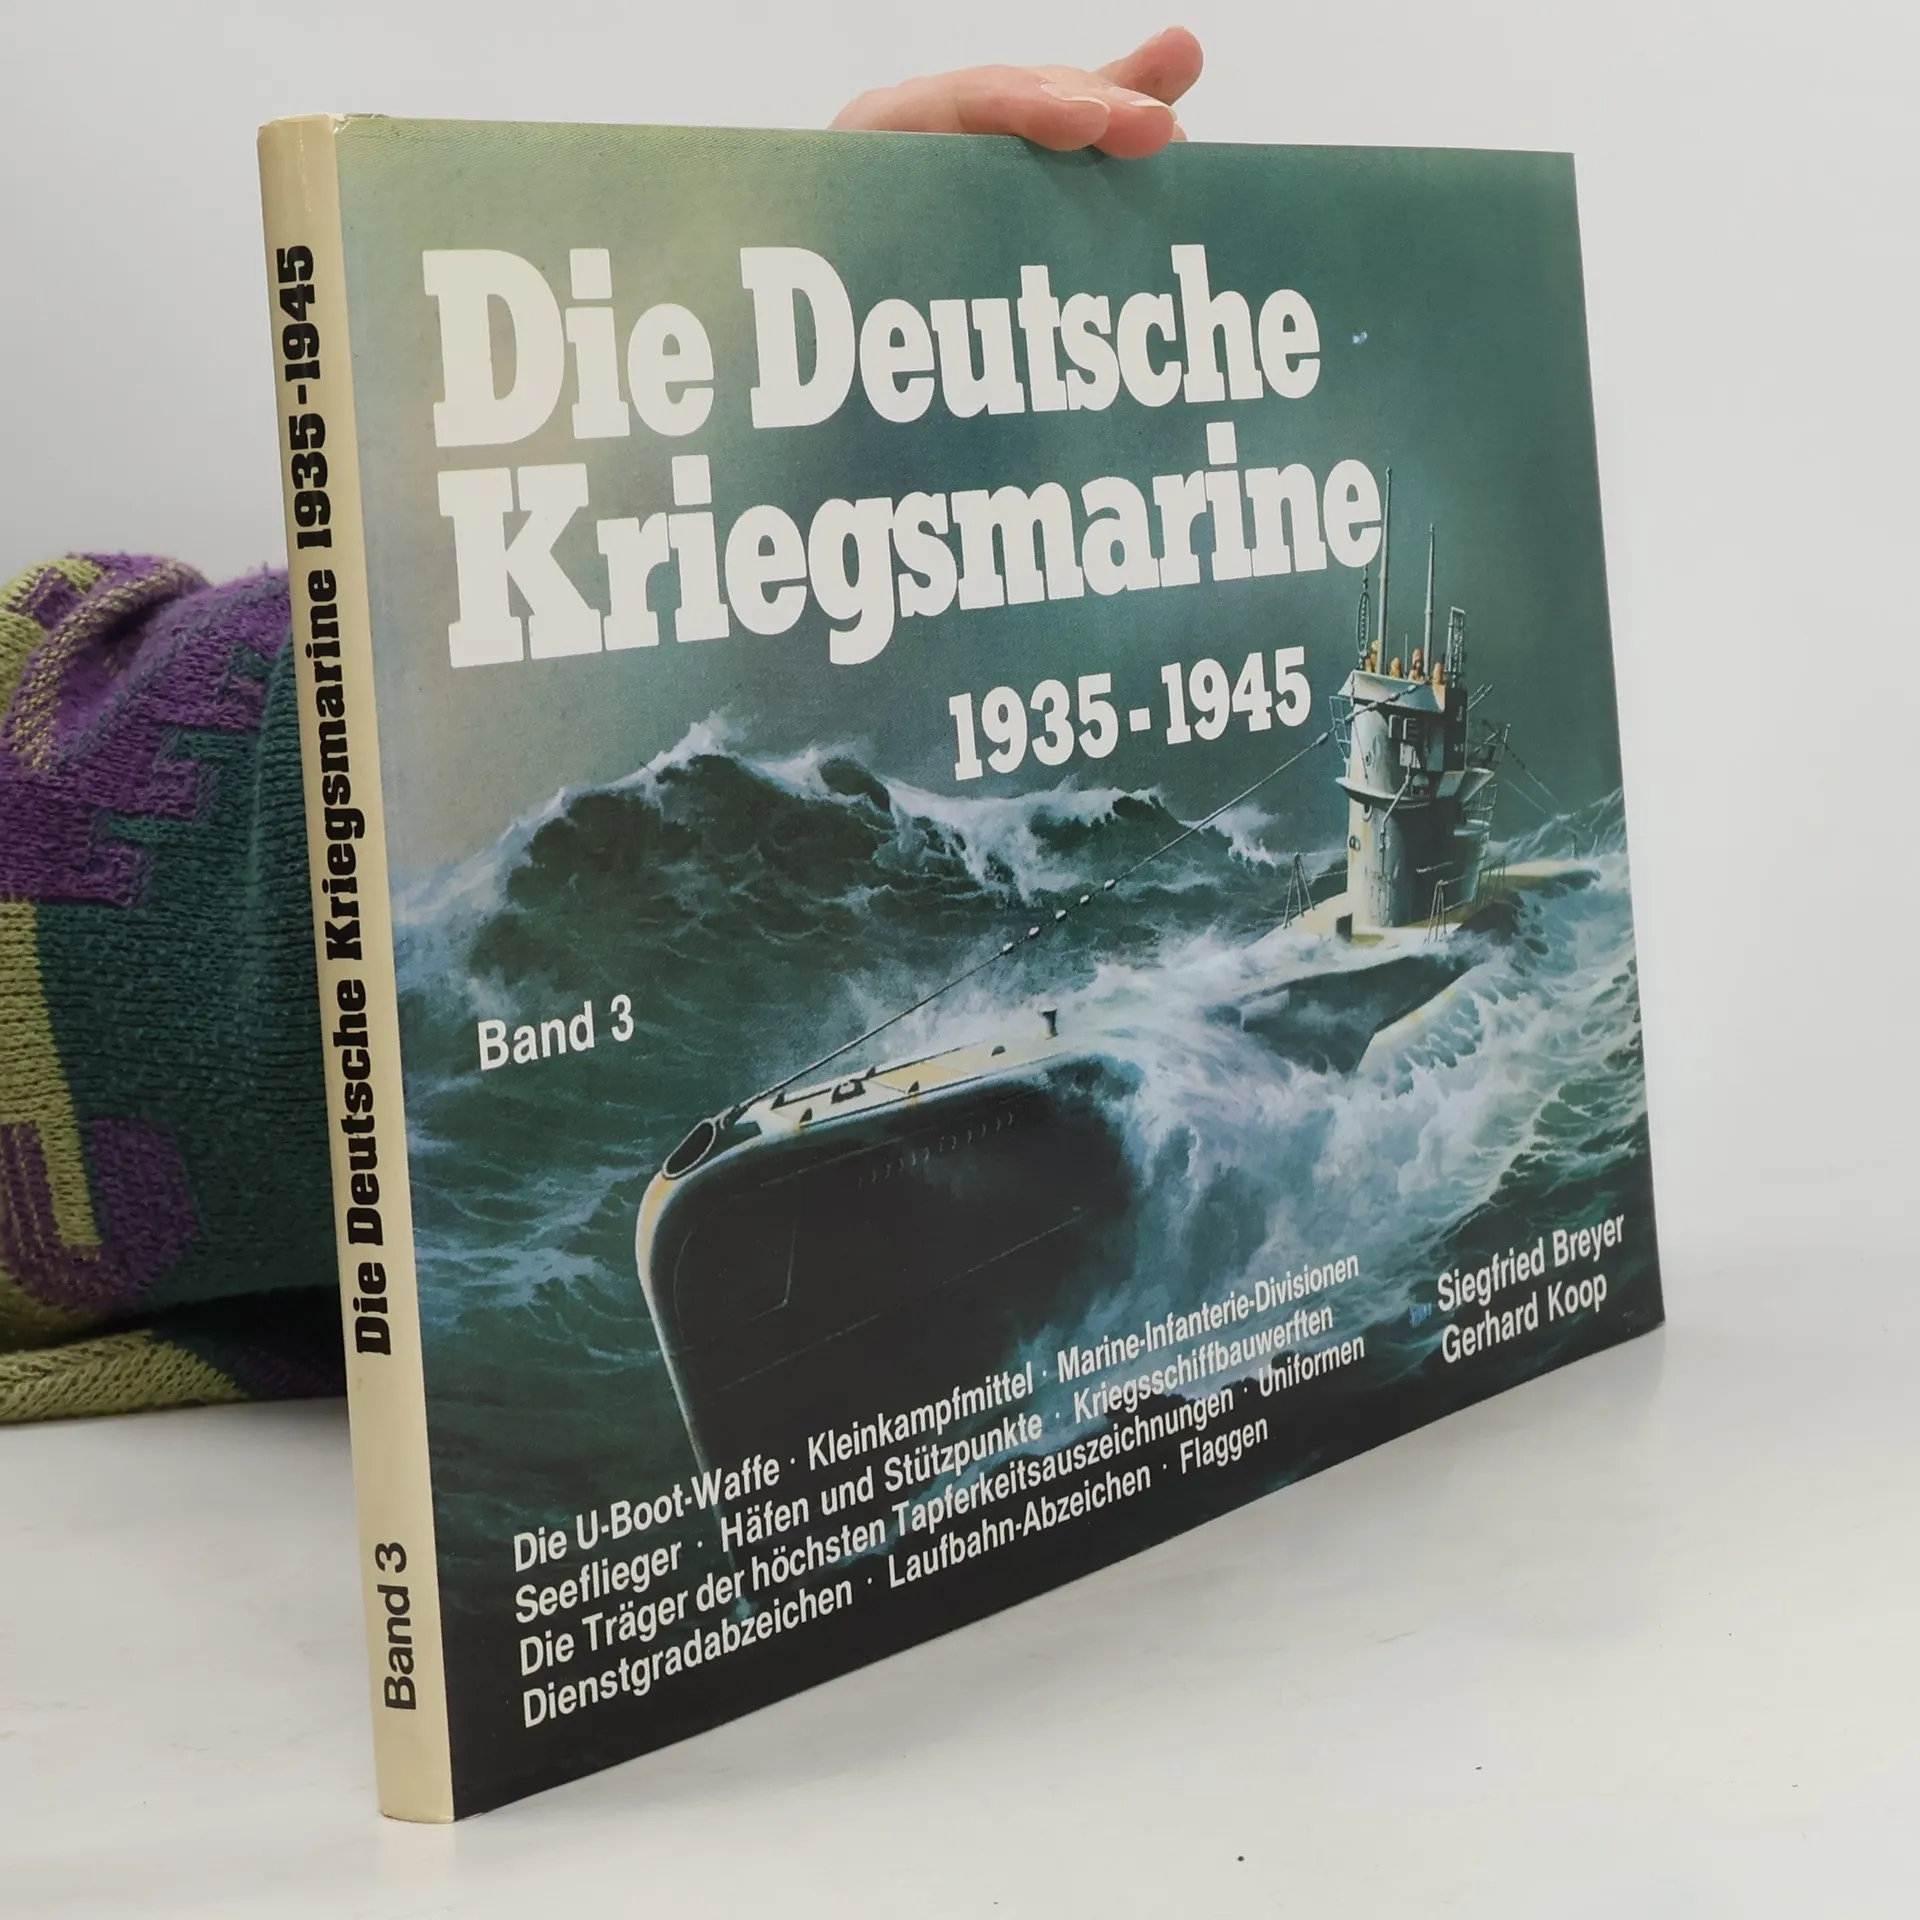 Die Deutsche Kriegsmarine 1935-1945
Band 3
Die Deutsche
Kriegsmarine
1935-1945
Band 3
Die U-Boot-Waffe · Kleinkampfmittel · Marine-Infanterie-Divisionen
Seeflieger · Häfen und Stützpunkte · Kriegsschiffbauwerften
Die Träger der höchsten Tapferkeitsauszeichnungen · Uniformen
Dienstgradabzeichen · Laufbahn-Abzeichen · Flaggen
Siegfried Breyer
Gerhard Koop